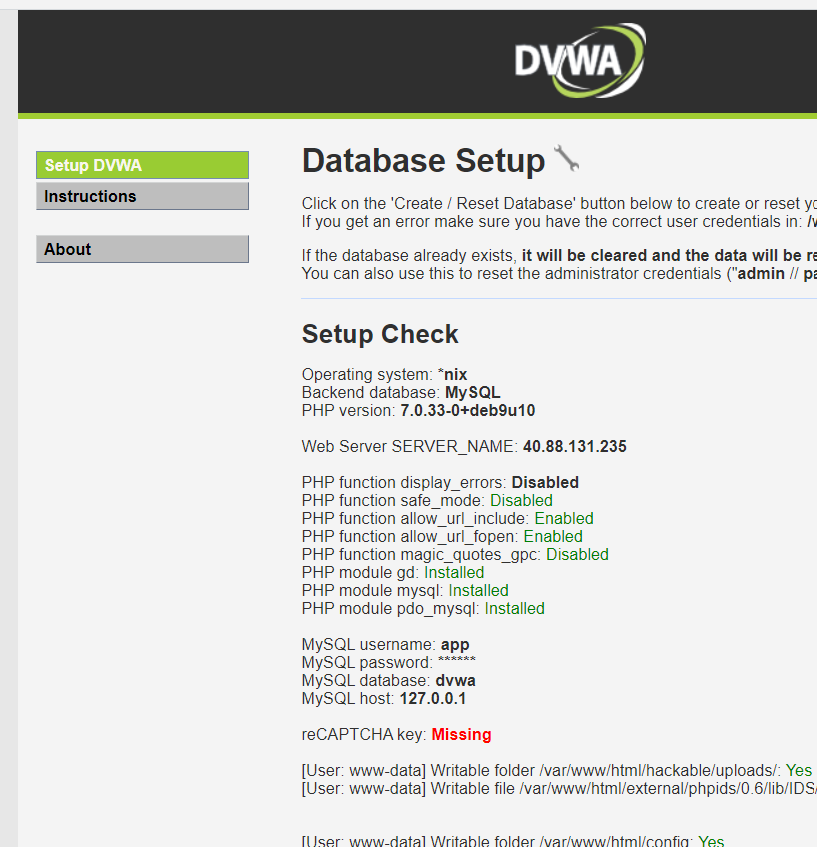 DVWA
Setup DVWA
Instructions
About
Database Setup
Click on the 'Create / Reset Database' button below to create or reset
If you get an error make sure you have the correct user credentials in:
If the database already exists, it will be cleared and the data will be
You can also use this to reset the administrator credentials ("admin //
Setup Check
Operating system: *nix
Backend database: MySQL
PHP version: 7.0.33-0+deb9u10
Web Server SERVER_NAME: 40.88.131.235
PHP function display_errors: Disabled
PHP function safe_mode: Disabled
PHP function allow_url_include: Enabled
PHP function allow_url_fopen: Enabled
PHP function magic_quotes_gpc: Disabled
PHP module gd: Installed
PHP module mysql: Installed
PHP module pdo_mysql: Installed
MySQL username: app
MySQL password: ******
MySQL database: dvwa
MySQL host: 127.0.0.1
reCAPTCHA key: Missing
[User: www-data] Writable folder /var/www/html/hackable/uploads/: Yes
[User: www-data] Writable file /var/www/html/external/phpids/0.6/lib/IDS/
[User: www-data] Writable folder /var/www/html/config: Yes